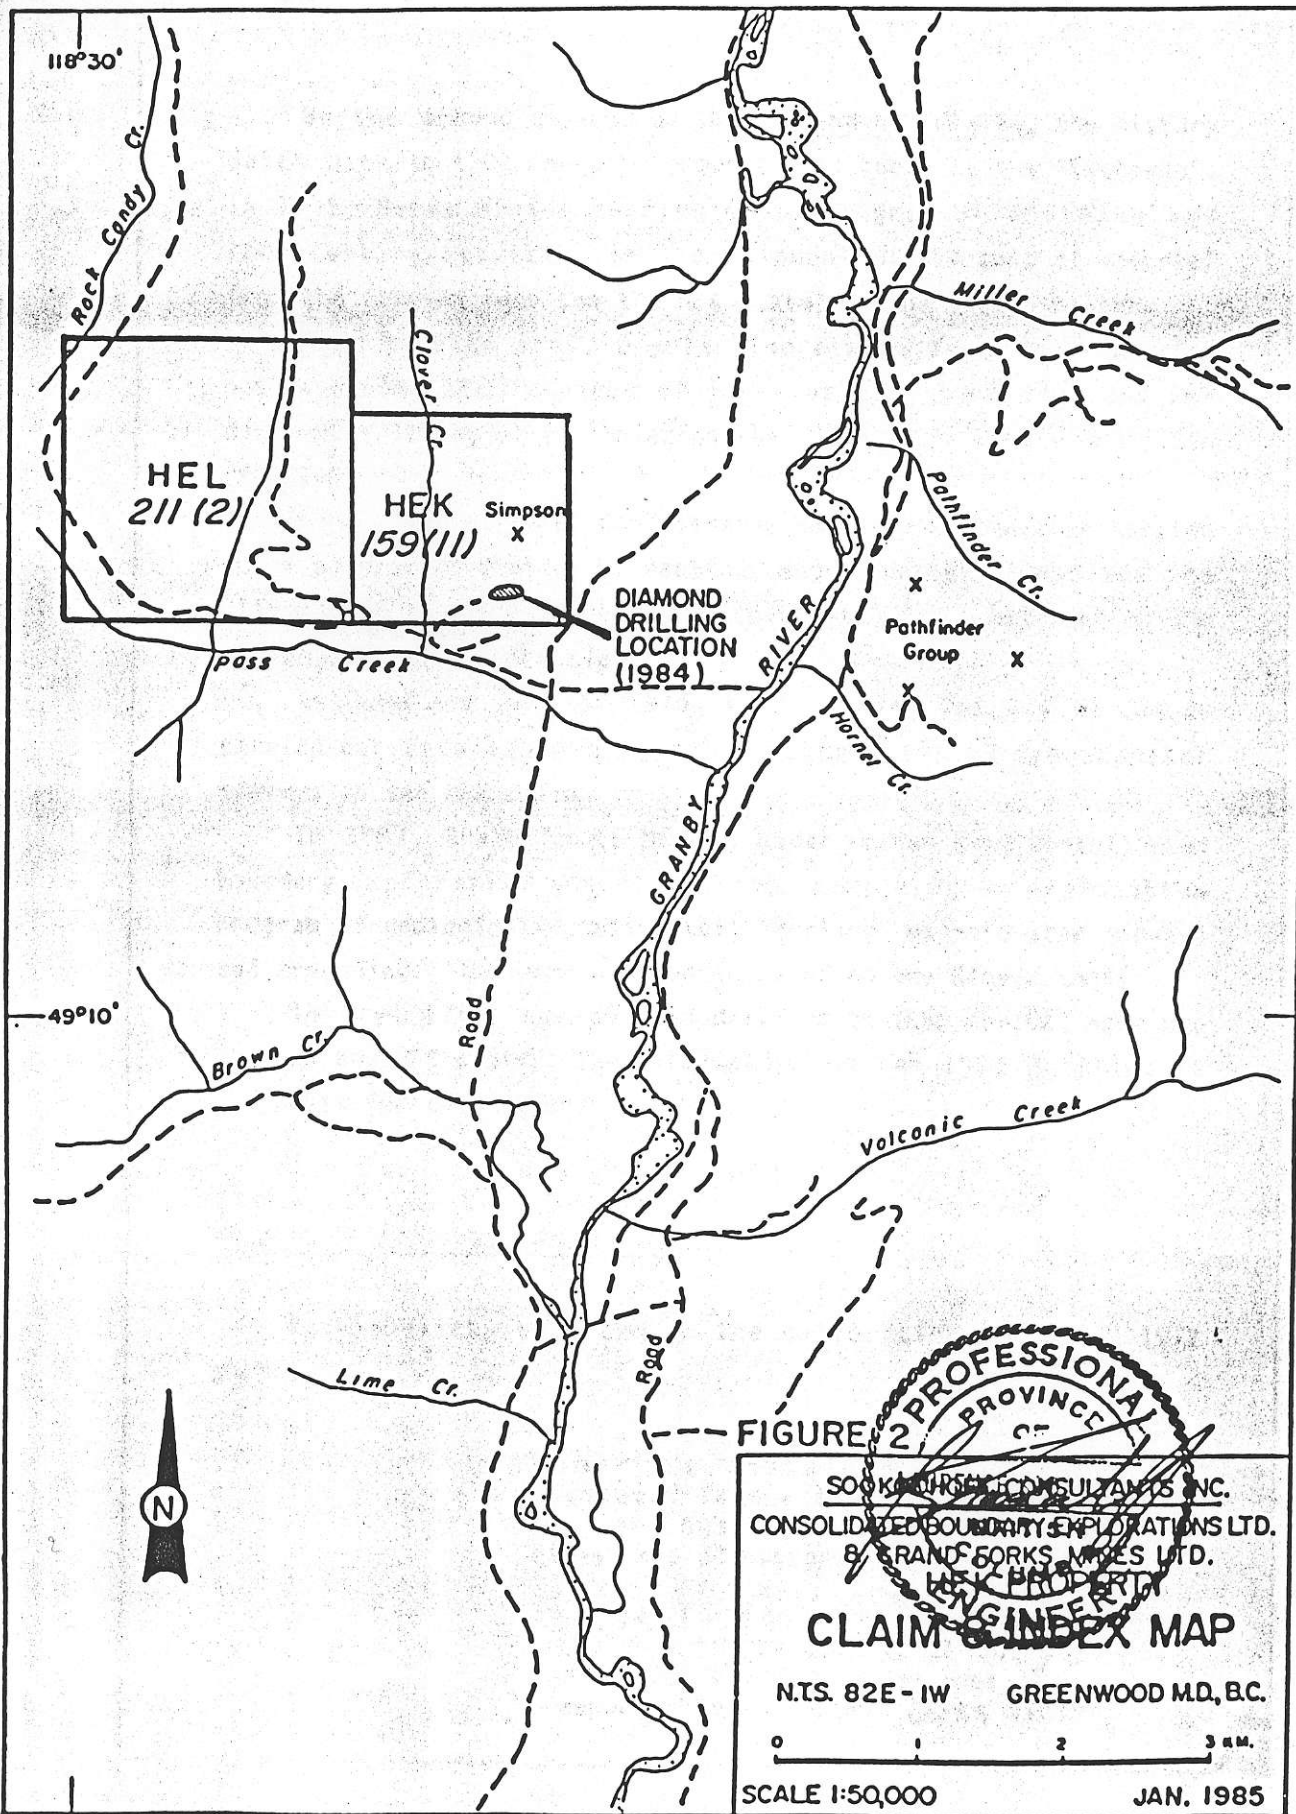 118°30'
Rock Candy Cr.
Clover Cr.
Miller Creek
HEL
211 (2)
HEK
159 (11)
Simpson
x
Pathfinder Cr.
DIAMOND
DRILLING
LOCATION
(1984)
Pathfinder
Group
x
x
x
Pass Creek
Hornet Cr.
GRANBY RIVER
49°10'
Road
Brown Cr.
Volcanic Creek
Lime Cr.
Road
N
FIGURE 2
PROFESSIONAL
PROVINCE
OF
ENGINEER
CONSULTANTS INC.
CONSOLIDATED BOUNDARY EXPLORATIONS LTD.
& GRAND FORKS MINES LTD.
HEK PROPERTY
CLAIM & INDEX MAP
N.T.S. 82E-1W GREENWOOD M.D., B.C.
0 1 2 3 KM.
SCALE 1:50,000 JAN. 1985